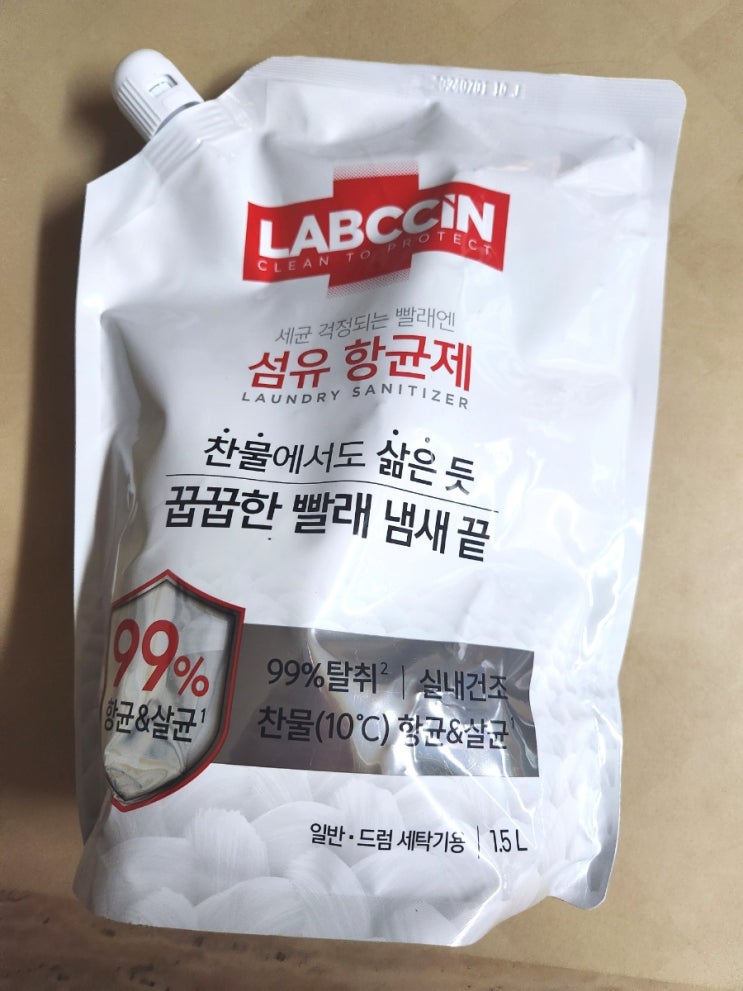 LABCCiN
CLEAN TO PROTECT
세균 걱정되는 빨래엔
섬유 항균제
LAUNDRY SANITIZER
찬물에서도 삶은 듯
꿉꿉한 빨래 냄새 끝
99%
항균&살균¹
99%탈취² | 실내건조
찬물(10℃) 항균&살균¹
일반·드럼 세탁기용 | 1.5 L